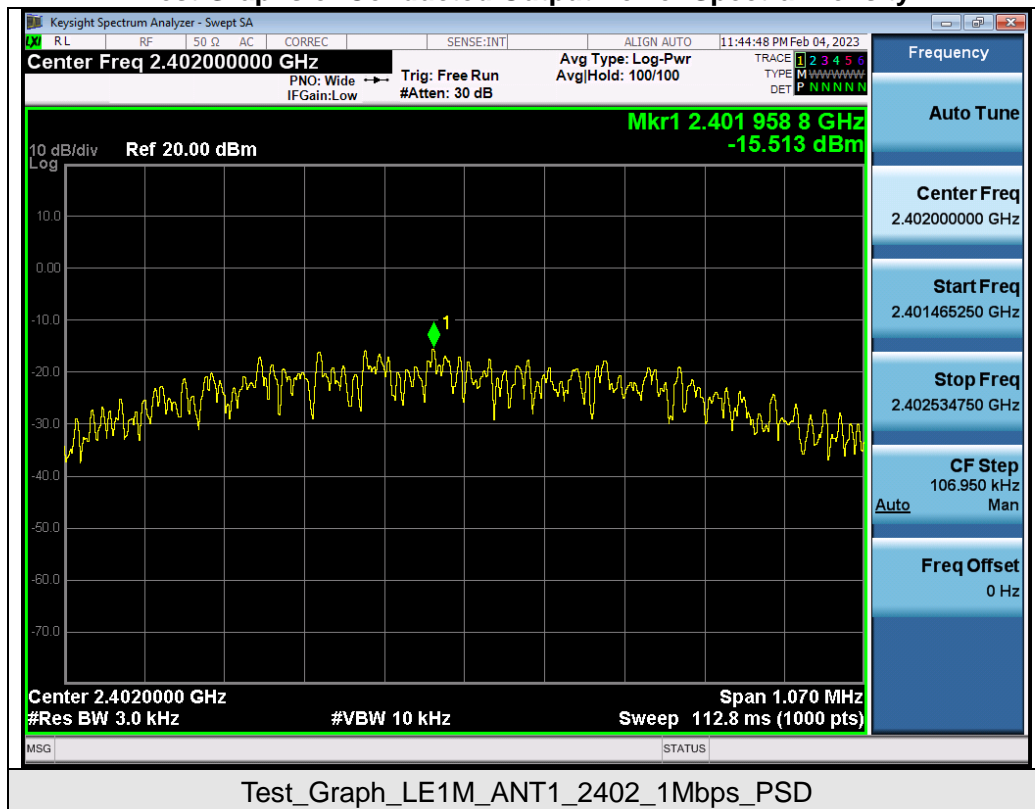 Keysight Spectrum Analyzer - Swept SA
LXI RL RF 50 Ω AC CORREC SENSE:INT ALIGN AUTO 11:44:48 PM Feb 04, 2023
Center Freq 2.402000000 GHz
PNO: Wide
IFGain:Low
Trig: Free Run
#Atten: 30 dB
Avg Type: Log-Pwr
Avg|Hold: 100/100
TRACE 1 2 3 4 5 6
TYPE M WWWWW
DET P N N N N N
Mkr1 2.401 958 8 GHz
-15.513 dBm
10 dB/div Ref 20.00 dBm
Log
10.0
0.00
-10.0
-20.0
-30.0
-40.0
-50.0
-60.0
-70.0
1
Center 2.4020000 GHz
Span 1.070 MHz
#Res BW 3.0 kHz
#VBW 10 kHz
Sweep 112.8 ms (1000 pts)
MSG
STATUS
Frequency
Auto Tune
Center Freq
2.402000000 GHz
Start Freq
2.401465250 GHz
Stop Freq
2.402534750 GHz
CF Step
106.950 kHz
Auto Man
Freq Offset
0 Hz
Test_Graph_LE1M_ANT1_2402_1Mbps_PSD